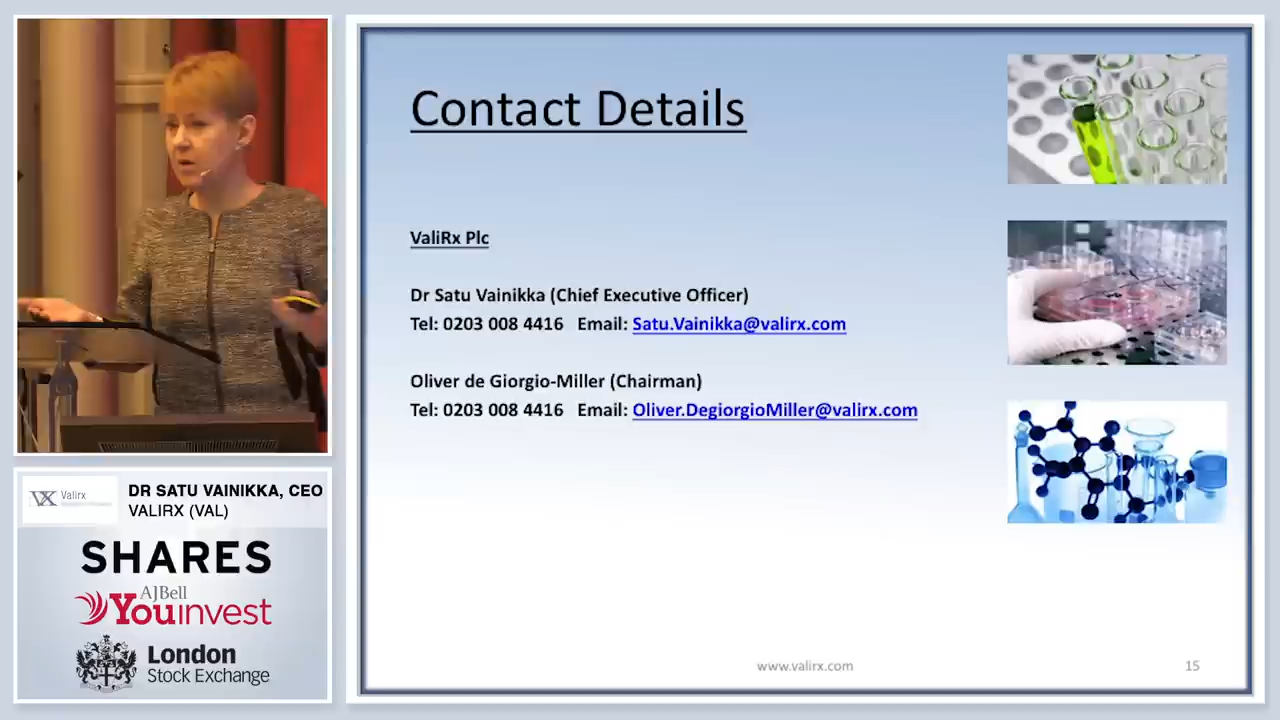 Contact Details
ValiRx Plc
Dr Satu Vainikka (Chief Executive Officer)
Tel: 0203 008 4416 Email: Satu.Vainikka@valirx.com
Oliver de Giorgio-Miller (Chairman)
Tel: 0203 008 4416 Email: Oliver.DegiorgioMiller@valirx.com
www.valirx.com
15
VX Valirx
DR SATU VAINIKKA, CEO
VALIRX (VAL)
SHARES
AJBell
Youinvest
London
Stock Exchange